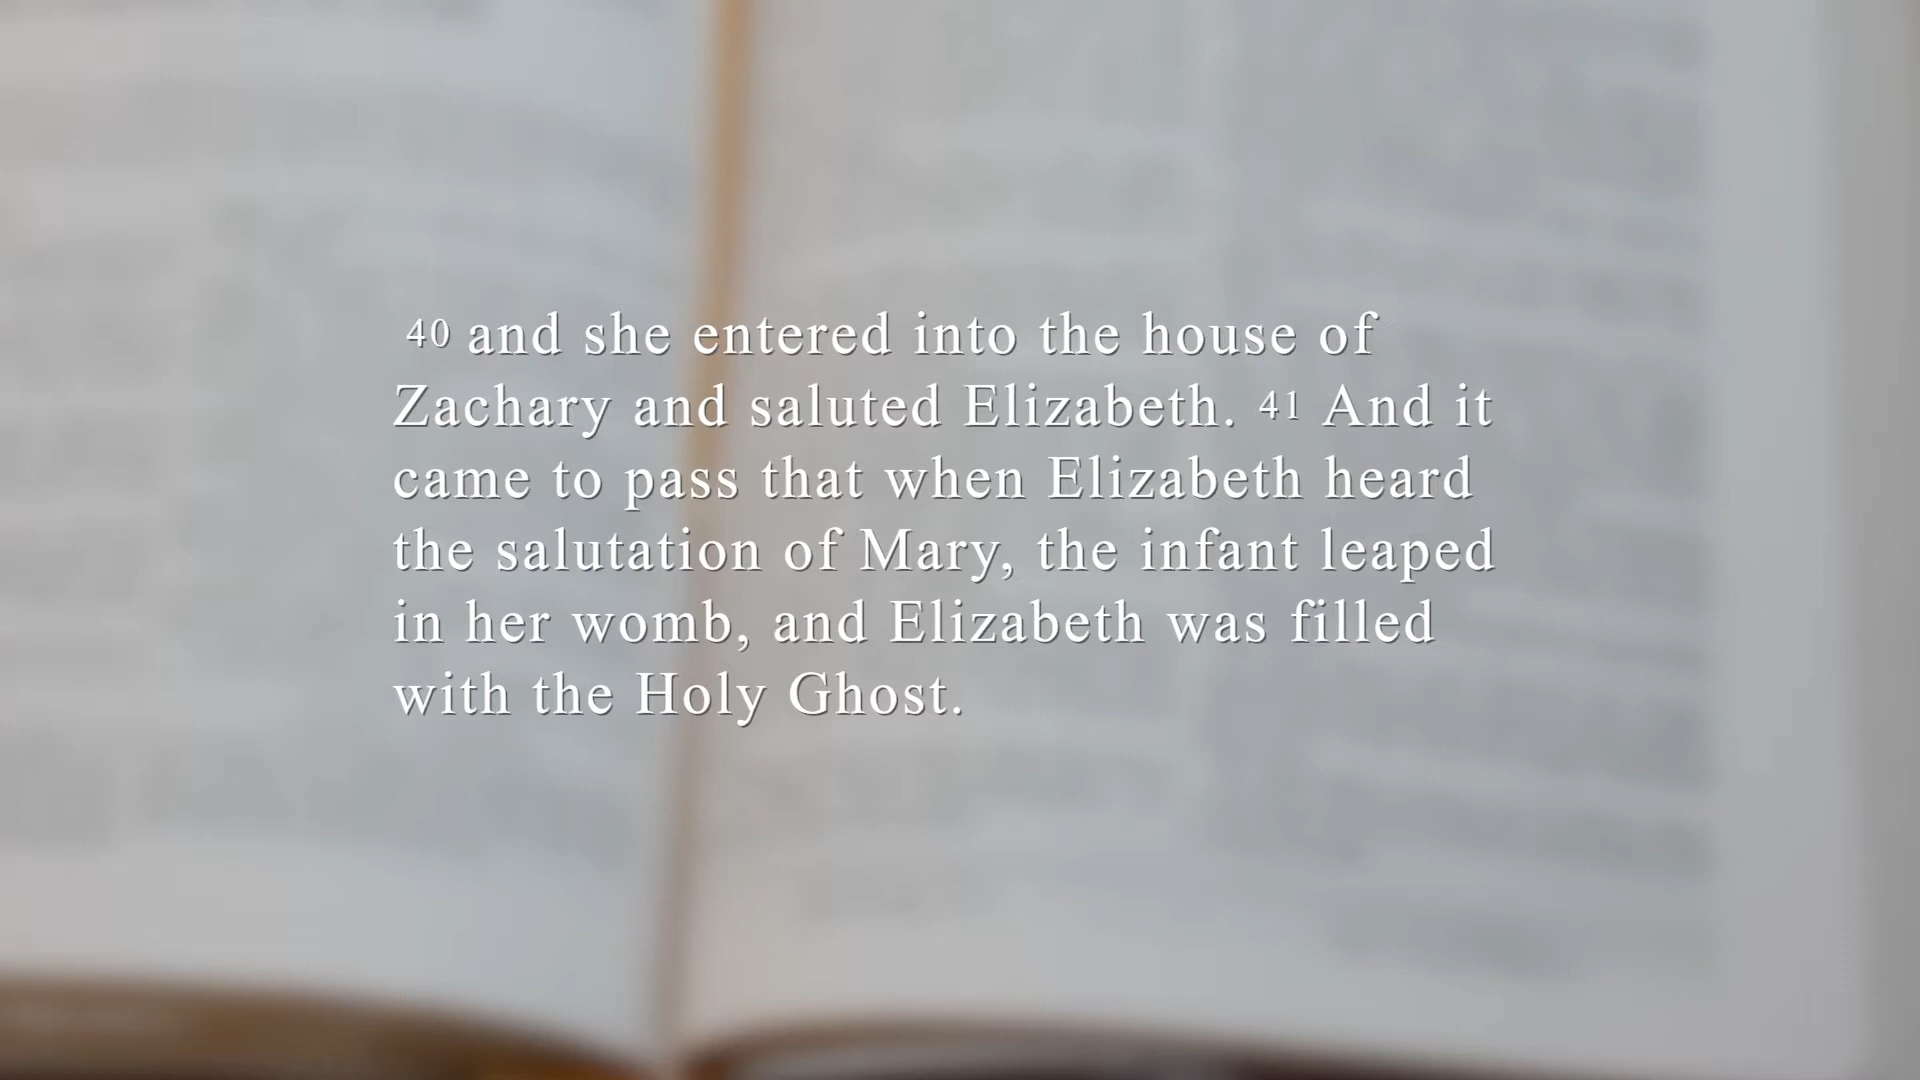 40 and she entered into the house of
Zachary and saluted Elizabeth. 41 And it
came to pass that when Elizabeth heard
the salutation of Mary, the infant leaped
in her womb, and Elizabeth was filled
with the Holy Ghost.